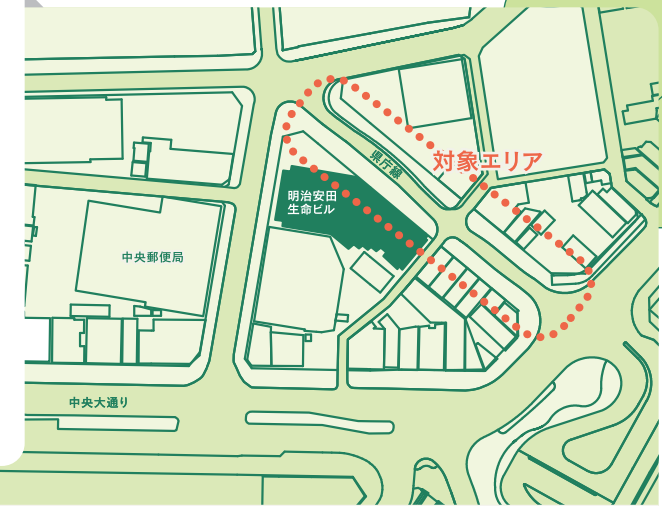 県庁線
対象エリア
明治安田
生命ビル
中央郵便局
中央大通り